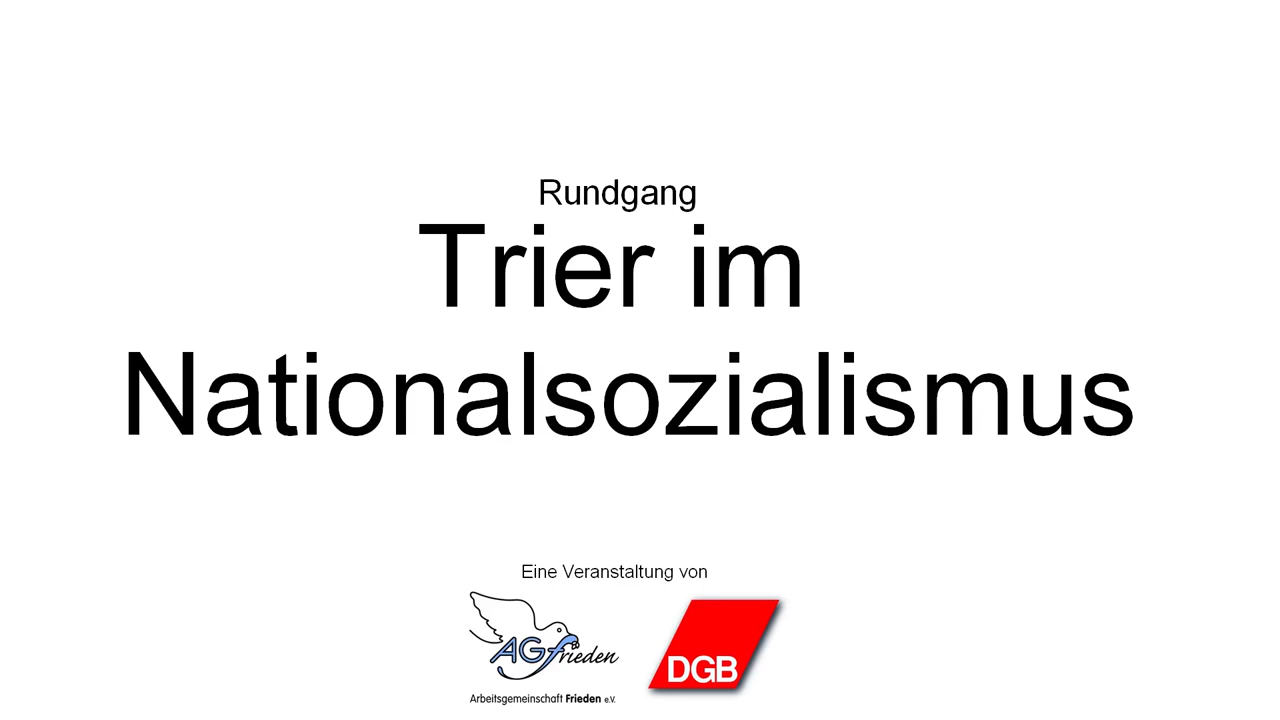 Rundgang
Trier im
Nationalsozialismus
Eine Veranstaltung von
AGFrieden
DGB
Arbeitsgemeinschaft Frieden e.V.